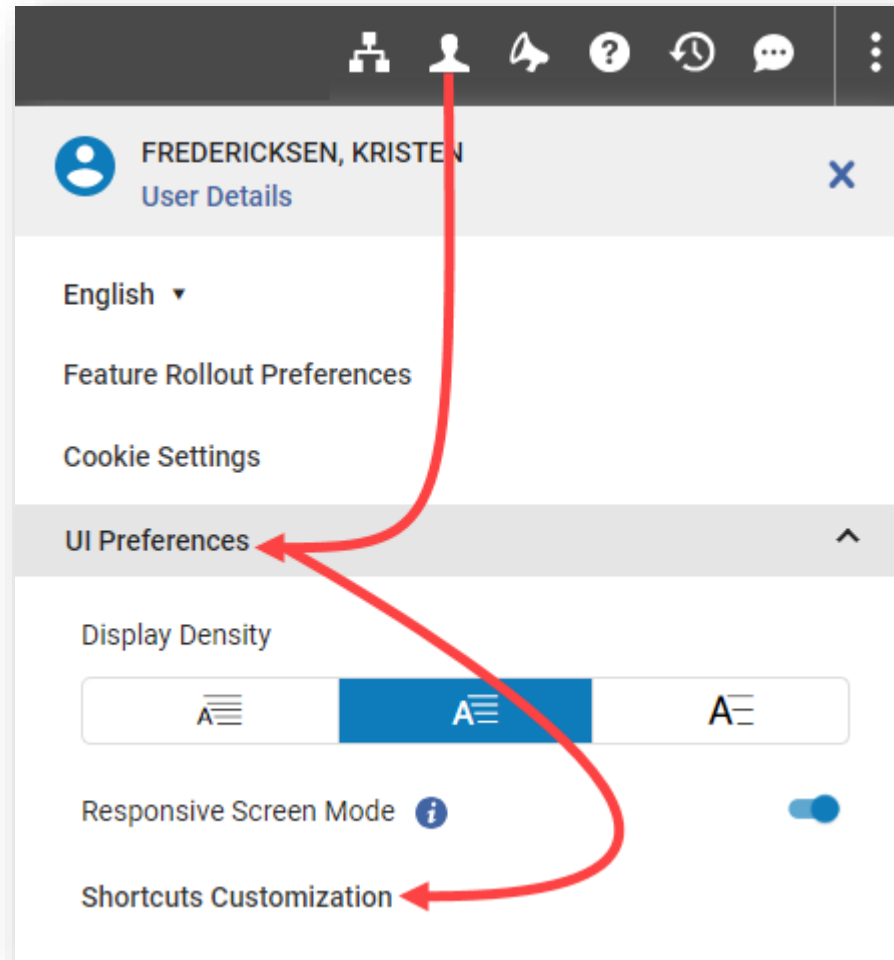 FREDERICKSEN, KRISTEN
User Details
English
Feature Rollout Preferences
Cookie Settings
UI Preferences
Display Density
A A A
Responsive Screen Mode i
Shortcuts Customization